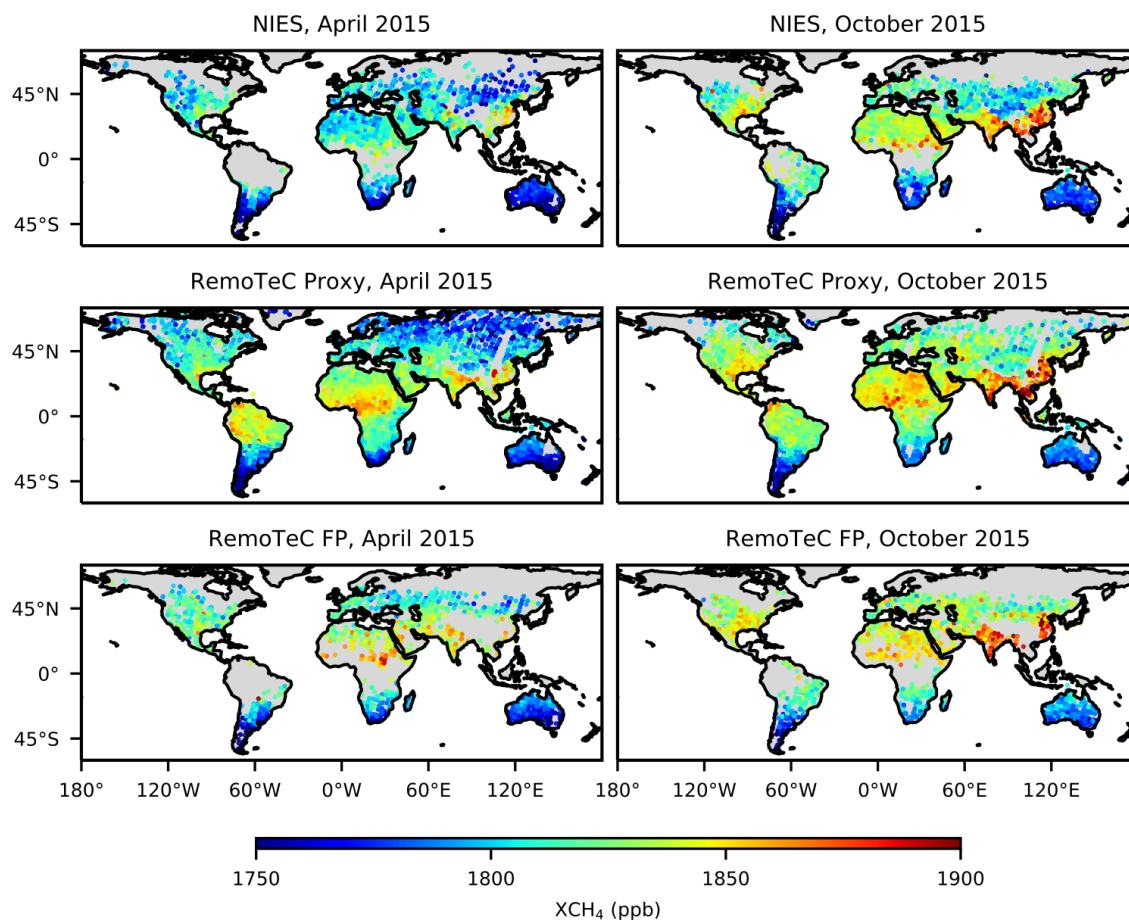 NIES, April 2015
NIES, October 2015
45°N
0°
45°S
RemoTeC Proxy, April 2015
RemoTeC Proxy, October 2015
45°N
0°
45°S
RemoTeC FP, April 2015
RemoTeC FP, October 2015
45°N
0°
45°S
180° 120°W 60°W 0°W 60°E 120°E
180° 120°W 60°W 0°W 60°E 120°E
1750 1800 1850 1900
XCH₄ (ppb)